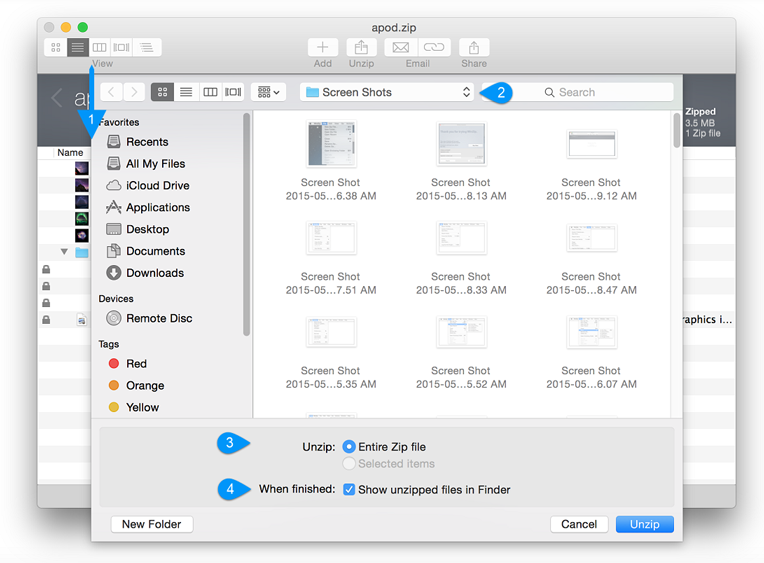 apod.zip
View
Add
Unzip
Email
Share
Screen Shots
2
Search
1
Zipped
3.5 MB
1 Zip file
Name
Favorites
Recents
All My Files
iCloud Drive
Applications
Desktop
Documents
Downloads
Devices
Remote Disc
Tags
Red
Orange
Yellow
Screen Shot
2015-05...6.38 AM
Screen Shot
2015-05...8.13 AM
Screen Shot
2015-05...9.12 AM
Screen Shot
2015-05...7.51 AM
Screen Shot
2015-05...8.33 AM
Screen Shot
2015-05...8.47 AM
Screen Shot
2015-05...5.35 AM
Screen Shot
2015-05...5.52 AM
Screen Shot
2015-05...6.07 AM
raphics i...
3
Unzip:
Entire Zip file
Selected items
4
When finished:
Show unzipped files in Finder
New Folder
Cancel
Unzip